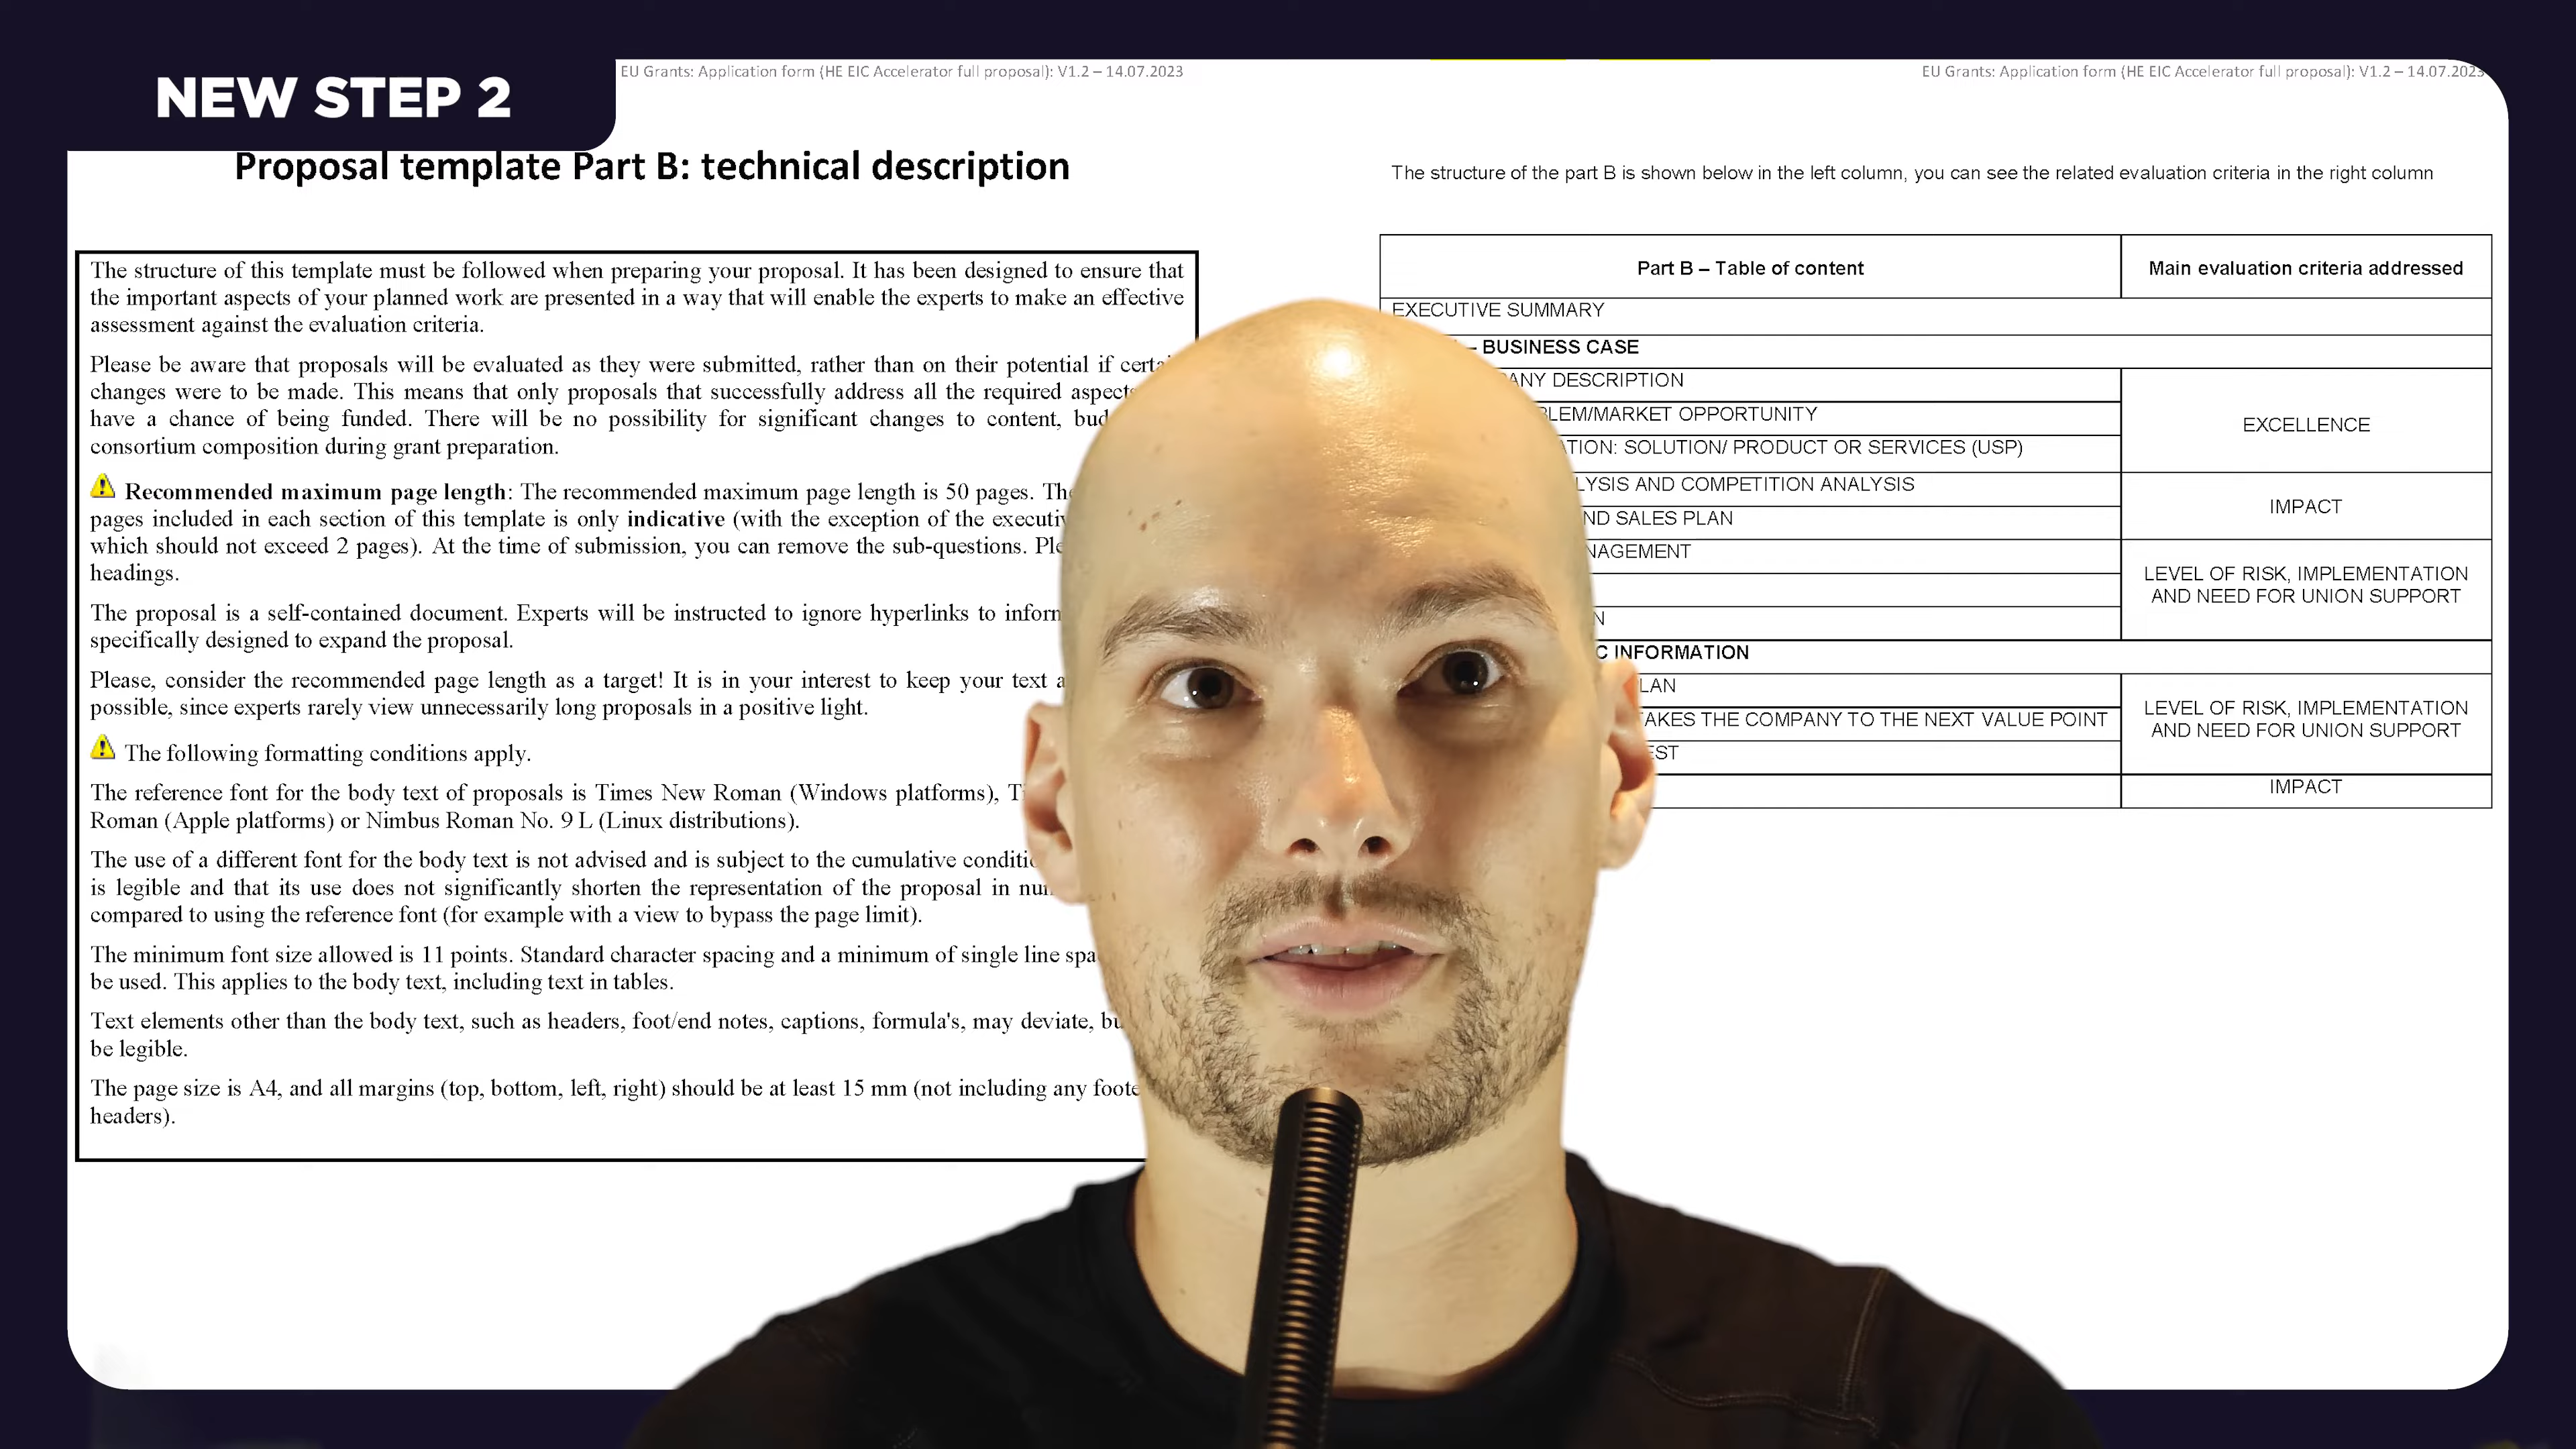 NEW STEP 2
EU Grants: Application form (HE EIC Accelerator full proposal): V1.2 – 14.07.2023
Proposal template Part B: technical description
The structure of this template must be followed when preparing your proposal. It has been designed to ensure that
the important aspects of your planned work are presented in a way that will enable the experts to make an effective
assessment against the evaluation criteria.
Please be aware that proposals will be evaluated as they were submitted, rather than on their potential if
changes were to be made. This means that only proposals that successfully address all the required
have a chance of being funded. There will be no possibility for significant changes to content,
consortium composition during grant preparation.
Recommended maximum page length: The recommended maximum page length is 50 pages.
pages included in each section of this template is only indicative (with the exception of the
which should not exceed 2 pages). At the time of submission, you can remove the sub-questions.
headings.
The proposal is a self-contained document. Experts will be instructed to ignore hyperlinks to
specifically designed to expand the proposal.
Please, consider the recommended page length as a target! It is in your interest to keep your text
possible, since experts rarely view unnecessarily long proposals in a positive light.
The following formatting conditions apply.
The reference font for the body text of proposals is Times New Roman (Windows platforms),
Roman (Apple platforms) or Nimbus Roman No. 9 L (Linux distributions).
The use of a different font for the body text is not advised and is subject to the cumulative
is legible and that its use does not significantly shorten the representation of the proposal in
compared to using the reference font (for example with a view to bypass the page limit).
The minimum font size allowed is 11 points. Standard character spacing and a minimum of single line
be used. This applies to the body text, including text in tables.
Text elements other than the body text, such as headers, foot/end notes, captions, formula's, may deviate,
be legible.
The page size is A4, and all margins (top, bottom, left, right) should be at least 15 mm (not including any
headers).
EU Grants: Application form (HE EIC Accelerator full proposal): V1.2 – 14.07.2023
The structure of the part B is shown below in the left column, you can see the related evaluation criteria in the right column
Part B – Table of content
Main evaluation criteria addressed
EXECUTIVE SUMMARY
– BUSINESS CASE
DESCRIPTION
MARKET OPPORTUNITY
SOLUTION/ PRODUCT OR SERVICES (USP)
EXCELLENCE
AND COMPETITION ANALYSIS
SALES PLAN
IMPACT
LEVEL OF RISK, IMPLEMENTATION
AND NEED FOR UNION SUPPORT
INFORMATION
THE COMPANY TO THE NEXT VALUE POINT
LEVEL OF RISK, IMPLEMENTATION
AND NEED FOR UNION SUPPORT
IMPACT